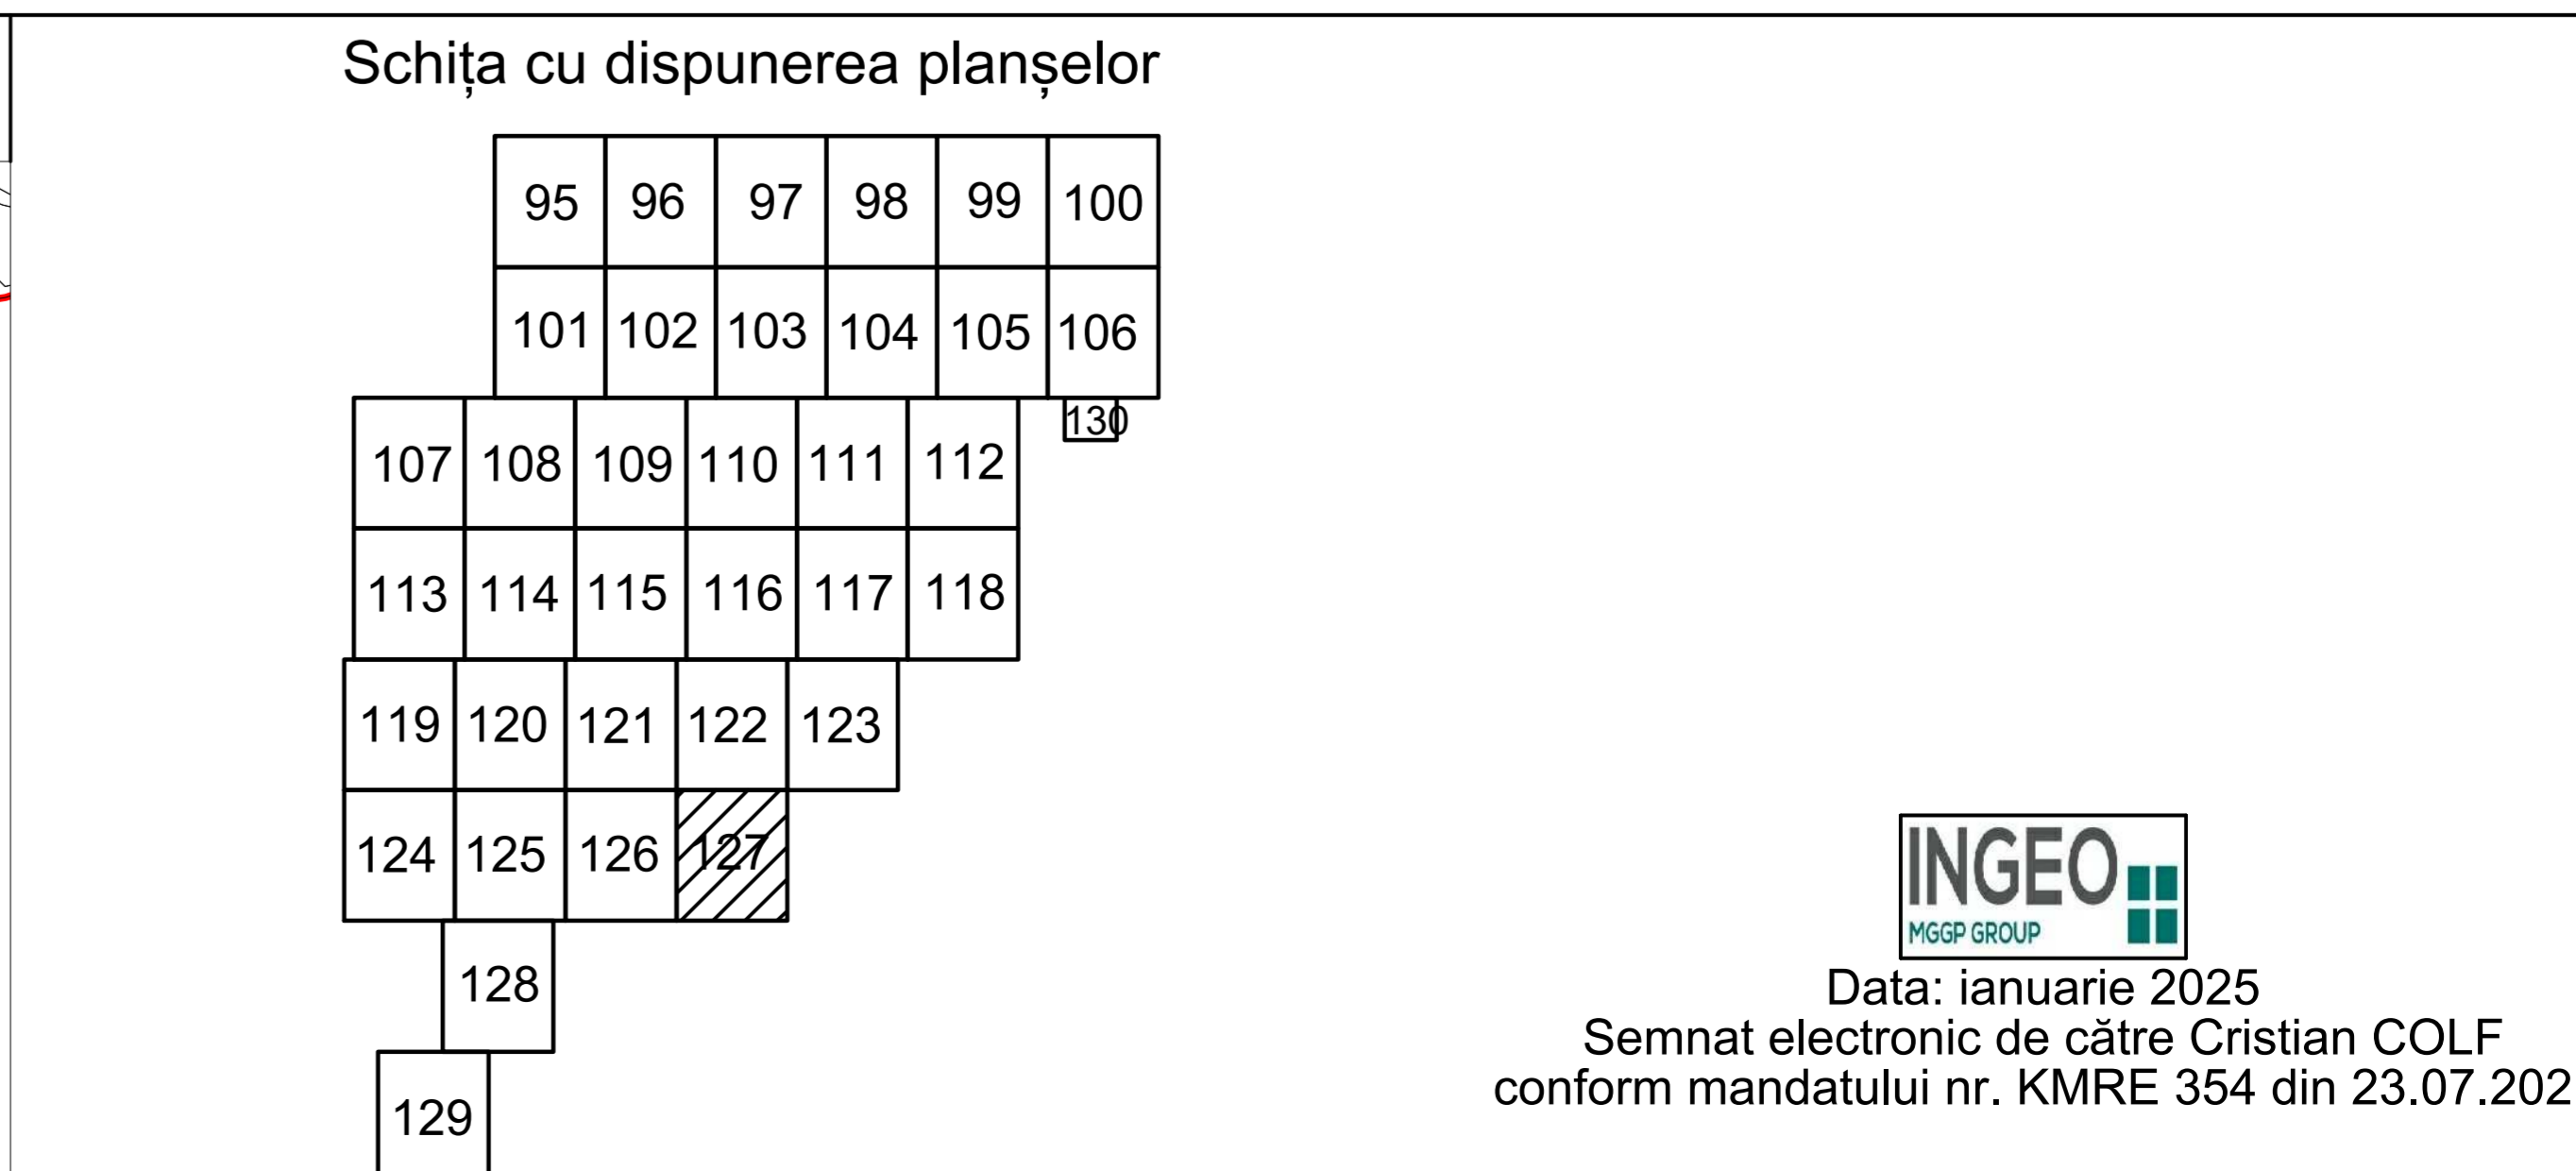 Schița cu dispunerea planșelor
95 96 97 98 99 100
101 102 103 104 105 106
130
107 108 109 110 111 112
113 114 115 116 117 118
119 120 121 122 123
124 125 126 127
128
129
INGEO
MGGP GROUP
Data: ianuarie 2025
Semnat electronic de către Cristian COLF
conform mandatului nr. KMRE 354 din 23.07.202